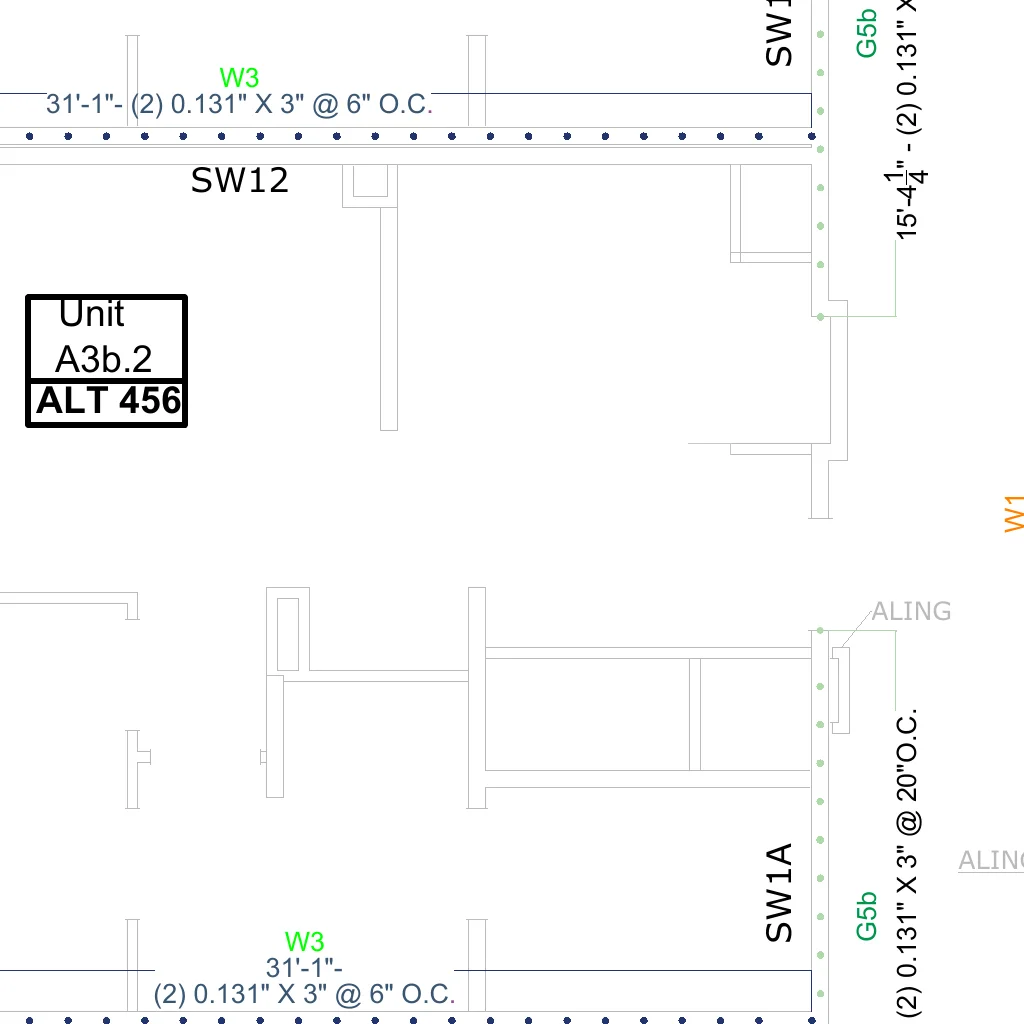 W3
31'-1"- (2) 0.131" X 3" @ 6" O.C.
SW12
G5b
15'-4 1/4" - (2) 0.131" X
Unit
A3b.2
ALT 456
W1
ALING
SW1A
G5b
(2) 0.131" X 3" @ 20"O.C.
W3
31'-1"-
(2) 0.131" X 3" @ 6" O.C.